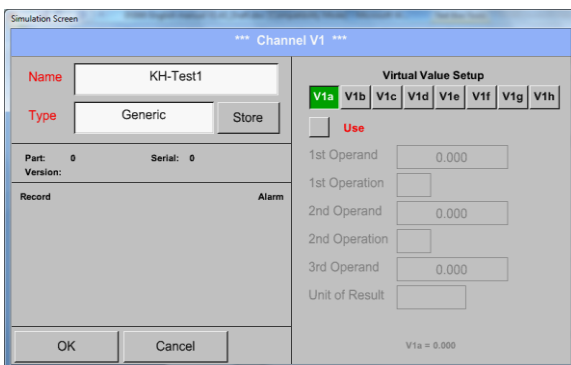 Simulation Screen
*** Channel V1 ***
Name KH-Test1
Type Generic Store
Part: 0 Serial: 0
Version:
Record Alarm
OK Cancel
Virtual Value Setup
V1a V1b V1c V1d V1e V1f V1g V1h
Use
1st Operand 0.000
1st Operation
2nd Operand 0.000
2nd Operation
3rd Operand 0.000
Unit of Result
V1a = 0.000